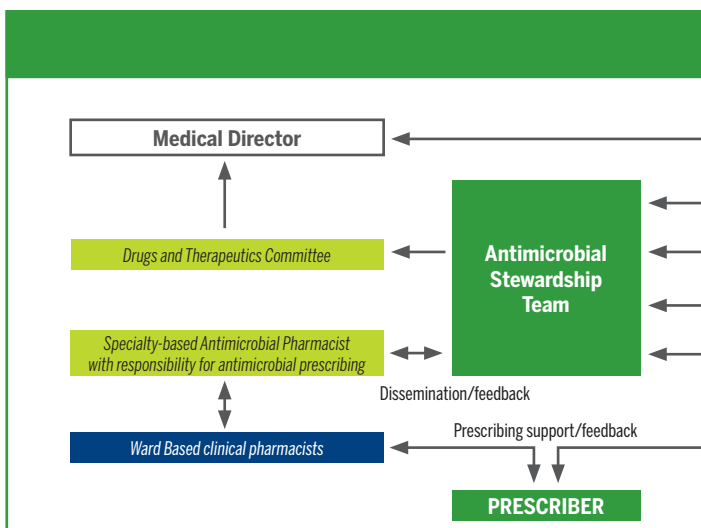 Medical Director
Drugs and Therapeutics Committee
Antimicrobial
Stewardship
Team
Specialty-based Antimicrobial Pharmacist
with responsibility for antimicrobial prescribing
Dissemination/feedback
Prescribing support/feedback
Ward Based clinical pharmacists
PRESCRIBER